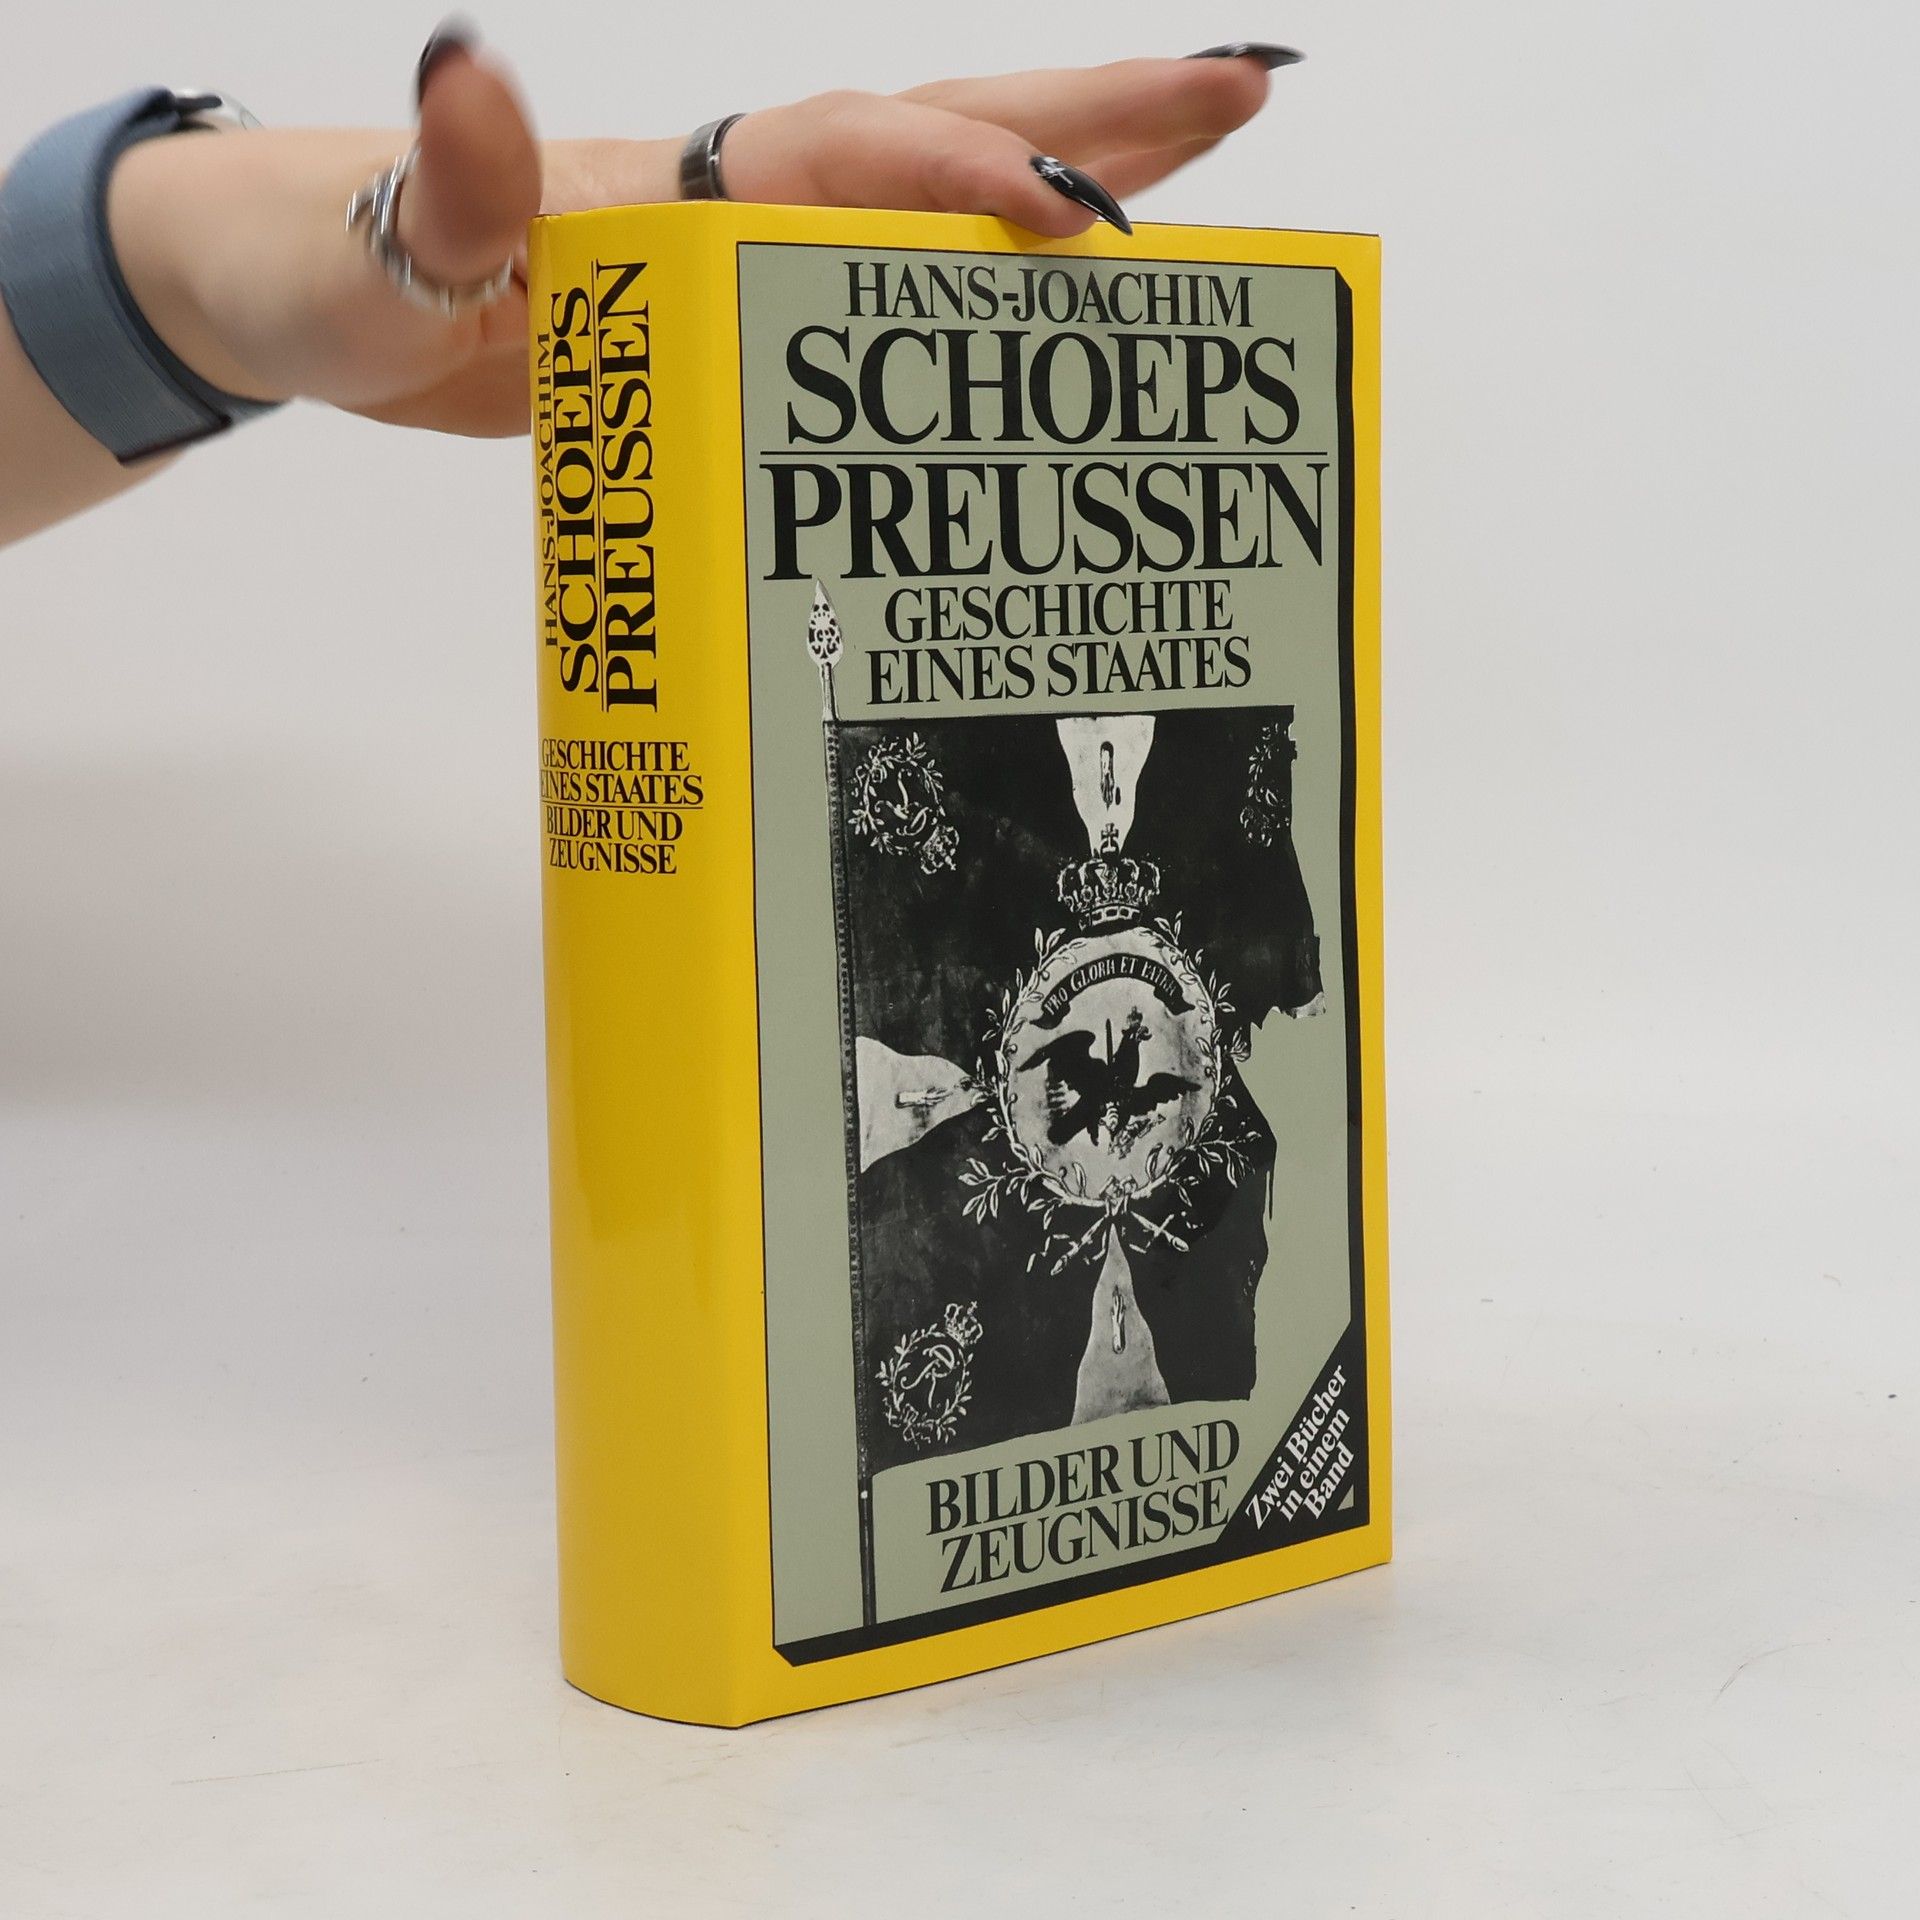 HANS-JOACHIM
SCHOEPS
PREUSSEN
GESCHICHTE
EINES STAATES
BILDER UND
ZEUGNISSE
HANS-JOACHIM
SCHOEPS
PREUSSEN
GESCHICHTE
EINES STAATES
PRO GLORIA ET PATRIA
BILDER UND
ZEUGNISSE
Zwei Bücher
in einem
Band